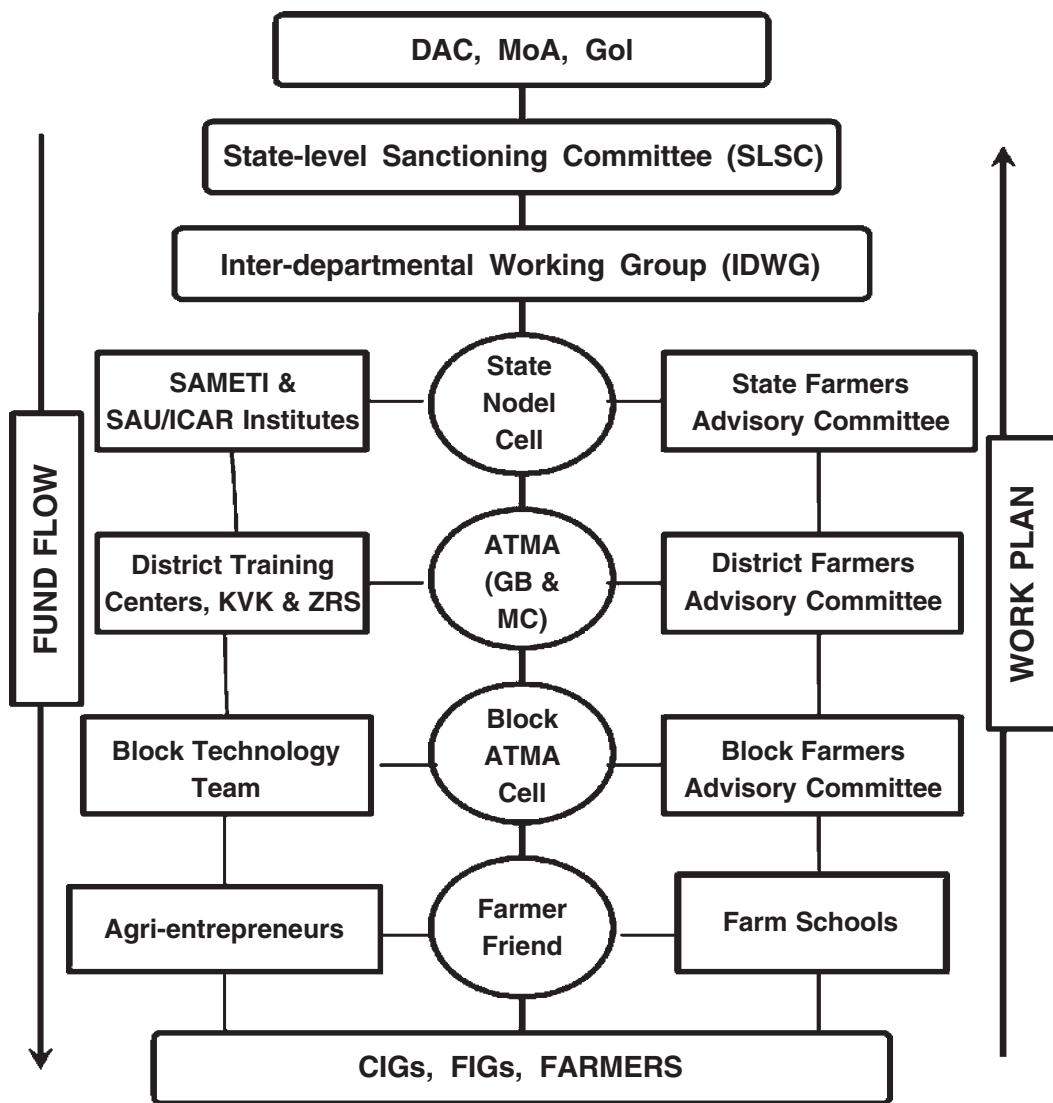 DAC, MoA, GoI
State-level Sanctioning Committee (SLSC)
Inter-departmental Working Group (IDWG)
SAMETI &
SAU/ICAR Institutes
State
Nodel
Cell
State Farmers
Advisory Committee
FUND FLOW
District Training
Centers, KVK & ZRS
ATMA
(GB &
MC)
District Farmers
Advisory Committee
WORK PLAN
Block Technology
Team
Block
ATMA
Cell
Block Farmers
Advisory Committee
Agri-entrepreneurs
Farmer
Friend
Farm Schools
CIGs, FIGs, FARMERS